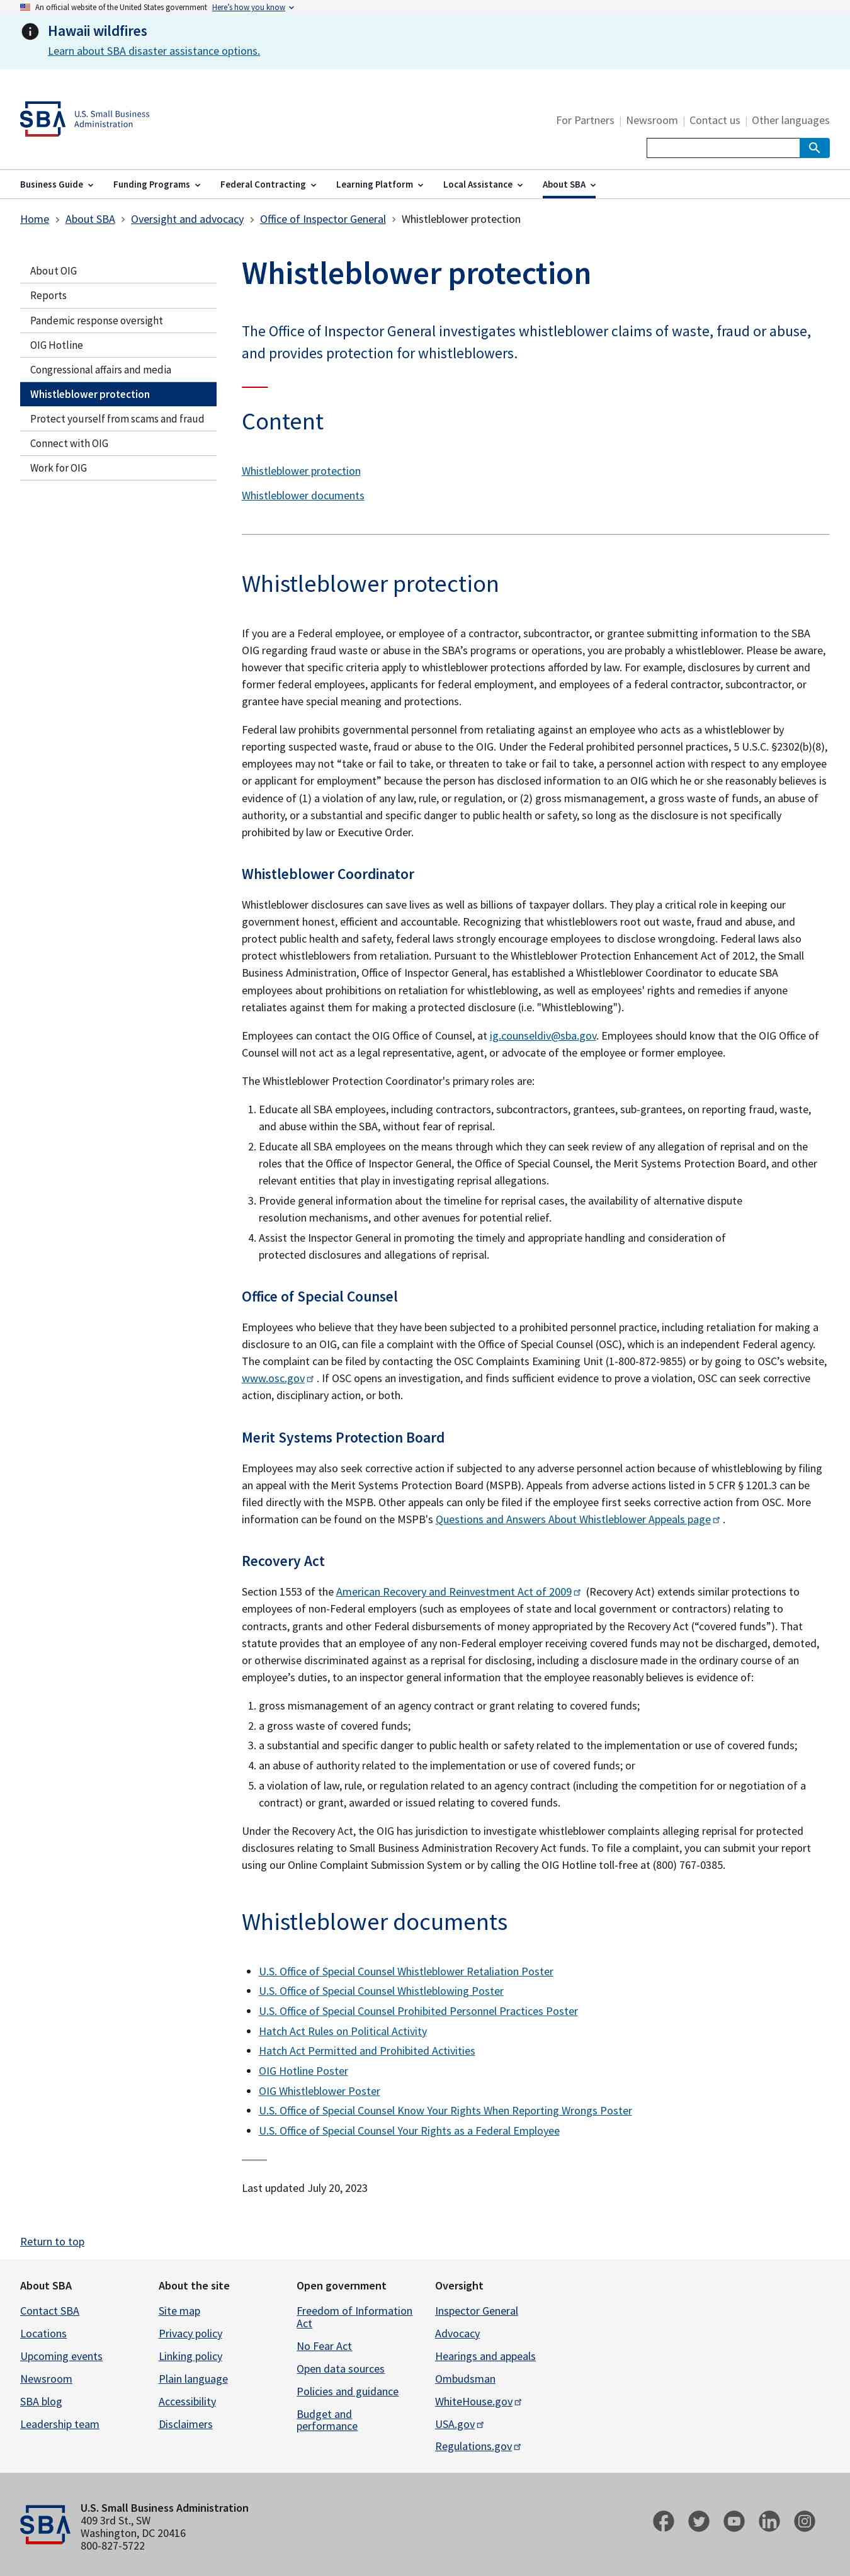 An official website of the United States government Here’s how you know
Hawaii wildfires
Learn about SBA disaster assistance options.
SBA U.S. Small Business
Administration
For Partners | Newsroom | Contact us | Other languages
Business Guide Funding Programs Federal Contracting Learning Platform Local Assistance About SBA
Home > About SBA > Oversight and advocacy > Office of Inspector General > Whistleblower protection
About OIG
Reports
Pandemic response oversight
OIG Hotline
Congressional affairs and media
Whistleblower protection
Protect yourself from scams and fraud
Connect with OIG
Work for OIG
Whistleblower protection
The Office of Inspector General investigates whistleblower claims of waste, fraud or abuse,
and provides protection for whistleblowers.
Content
Whistleblower protection
Whistleblower documents
Whistleblower protection
If you are a Federal employee, or employee of a contractor, subcontractor, or grantee submitting information to the SBA
OIG regarding fraud waste or abuse in the SBA’s programs or operations, you are probably a whistleblower. Please be aware,
however that specific criteria apply to whistleblower protections afforded by law. For example, disclosures by current and
former federal employees, applicants for federal employment, and employees of a federal contractor, subcontractor, or
grantee have special meaning and protections.
Federal law prohibits governmental personnel from retaliating against an employee who acts as a whistleblower by
reporting suspected waste, fraud or abuse to the OIG. Under the Federal prohibited personnel practices, 5 U.S.C. §2302(b)(8),
employees may not “take or fail to take, or threaten to take or fail to take, a personnel action with respect to any employee
or applicant for employment” because the person has disclosed information to an OIG which he or she reasonably believes is
evidence of (1) a violation of any law, rule, or regulation, or (2) gross mismanagement, a gross waste of funds, an abuse of
authority, or a substantial and specific danger to public health or safety, so long as the disclosure is not specifically
prohibited by law or Executive Order.
Whistleblower Coordinator
Whistleblower disclosures can save lives as well as billions of taxpayer dollars. They play a critical role in keeping our
government honest, efficient and accountable. Recognizing that whistleblowers root out waste, fraud and abuse, and
protect public health and safety, federal laws strongly encourage employees to disclose wrongdoing. Federal laws also
protect whistleblowers from retaliation. Pursuant to the Whistleblower Protection Enhancement Act of 2012, the Small
Business Administration, Office of Inspector General, has established a Whistleblower Coordinator to educate SBA
employees about prohibitions on retaliation for whistleblowing, as well as employees' rights and remedies if anyone
retaliates against them for making a protected disclosure (i.e. "Whistleblowing").
Employees can contact the OIG Office of Counsel, at ig.counseldiv@sba.gov. Employees should know that the OIG Office of
Counsel will not act as a legal representative, agent, or advocate of the employee or former employee.
The Whistleblower Protection Coordinator's primary roles are:
1. Educate all SBA employees, including contractors, subcontractors, grantees, sub-grantees, on reporting fraud, waste,
and abuse within the SBA, without fear of reprisal.
2. Educate all SBA employees on the means through which they can seek review of any allegation of reprisal and on the
roles that the Office of Inspector General, the Office of Special Counsel, the Merit Systems Protection Board, and other
relevant entities that play in investigating reprisal allegations.
3. Provide general information about the timeline for reprisal cases, the availability of alternative dispute
resolution mechanisms, and other avenues for potential relief.
4. Assist the Inspector General in promoting the timely and appropriate handling and consideration of
protected disclosures and allegations of reprisal.
Office of Special Counsel
Employees who believe that they have been subjected to a prohibited personnel practice, including retaliation for making a
disclosure to an OIG, can file a complaint with the Office of Special Counsel (OSC), which is an independent Federal agency.
The complaint can be filed by contacting the OSC Complaints Examining Unit (1-800-872-9855) or by going to OSC’s website,
www.osc.gov . If OSC opens an investigation, and finds sufficient evidence to prove a violation, OSC can seek corrective
action, disciplinary action, or both.
Merit Systems Protection Board
Employees may also seek corrective action if subjected to any adverse personnel action because of whistleblowing by filing
an appeal with the Merit Systems Protection Board (MSPB). Appeals from adverse actions listed in 5 CFR § 1201.3 can be
filed directly with the MSPB. Other appeals can only be filed if the employee first seeks corrective action from OSC. More
information can be found on the MSPB's Questions and Answers About Whistleblower Appeals page .
Recovery Act
Section 1553 of the American Recovery and Reinvestment Act of 2009 (Recovery Act) extends similar protections to
employees of non-Federal employers (such as employees of state and local government or contractors) relating to
contracts, grants and other Federal disbursements of money appropriated by the Recovery Act (“covered funds”). That
statute provides that an employee of any non-Federal employer receiving covered funds may not be discharged, demoted,
or otherwise discriminated against as a reprisal for disclosing, including a disclosure made in the ordinary course of an
employee’s duties, to an inspector general information that the employee reasonably believes is evidence of:
1. gross mismanagement of an agency contract or grant relating to covered funds;
2. a gross waste of covered funds;
3. a substantial and specific danger to public health or safety related to the implementation or use of covered funds;
4. an abuse of authority related to the implementation or use of covered funds; or
5. a violation of law, rule, or regulation related to an agency contract (including the competition for or negotiation of a
contract) or grant, awarded or issued relating to covered funds.
Under the Recovery Act, the OIG has jurisdiction to investigate whistleblower complaints alleging reprisal for protected
disclosures relating to Small Business Administration Recovery Act funds. To file a complaint, you can submit your report
using our Online Complaint Submission System or by calling the OIG Hotline toll-free at (800) 767-0385.
Whistleblower documents
• U.S. Office of Special Counsel Whistleblower Retaliation Poster
• U.S. Office of Special Counsel Whistleblowing Poster
• U.S. Office of Special Counsel Prohibited Personnel Practices Poster
• Hatch Act Rules on Political Activity
• Hatch Act Permitted and Prohibited Activities
• OIG Hotline Poster
• OIG Whistleblower Poster
• U.S. Office of Special Counsel Know Your Rights When Reporting Wrongs Poster
• U.S. Office of Special Counsel Your Rights as a Federal Employee
Last updated July 20, 2023
Return to top
About SBA
Contact SBA
Locations
Upcoming events
Newsroom
SBA blog
Leadership team
About the site
Site map
Privacy policy
Linking policy
Plain language
Accessibility
Disclaimers
Open government
Freedom of Information
Act
No Fear Act
Open data sources
Policies and guidance
Budget and
performance
Oversight
Inspector General
Advocacy
Hearings and appeals
Ombudsman
WhiteHouse.gov
USA.gov
Regulations.gov
SBA
U.S. Small Business Administration
409 3rd St., SW
Washington, DC 20416
800-827-5722